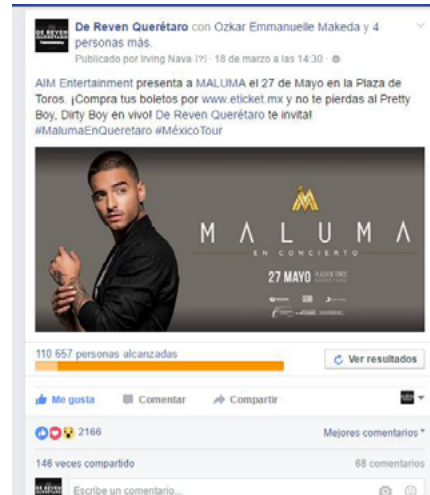 De Reven Querétaro con Ozkar Emmanuelle Makeda y 4
personas más.
Publicado por Irving Nava [?] · 18 de marzo a las 14:30 ·
AIM Entertainment presenta a MALUMA el 27 de Mayo en la Plaza de
Toros. ¡Compra tus boletos por www.eticket.mx y no te pierdas al Pretty
Boy, Dirty Boy en vivo! De Reven Querétaro te invita!
#MalumaEnQueretaro #MéxicoTour
MALUMA
EN CONCIERTO
27 MAYO PLAZA DE TOROS
110 657 personas alcanzadas
Ver resultados
Me gusta Comentar Compartir
2166 Mejores comentarios
146 veces compartido 68 comentarios
Escribe un comentario...